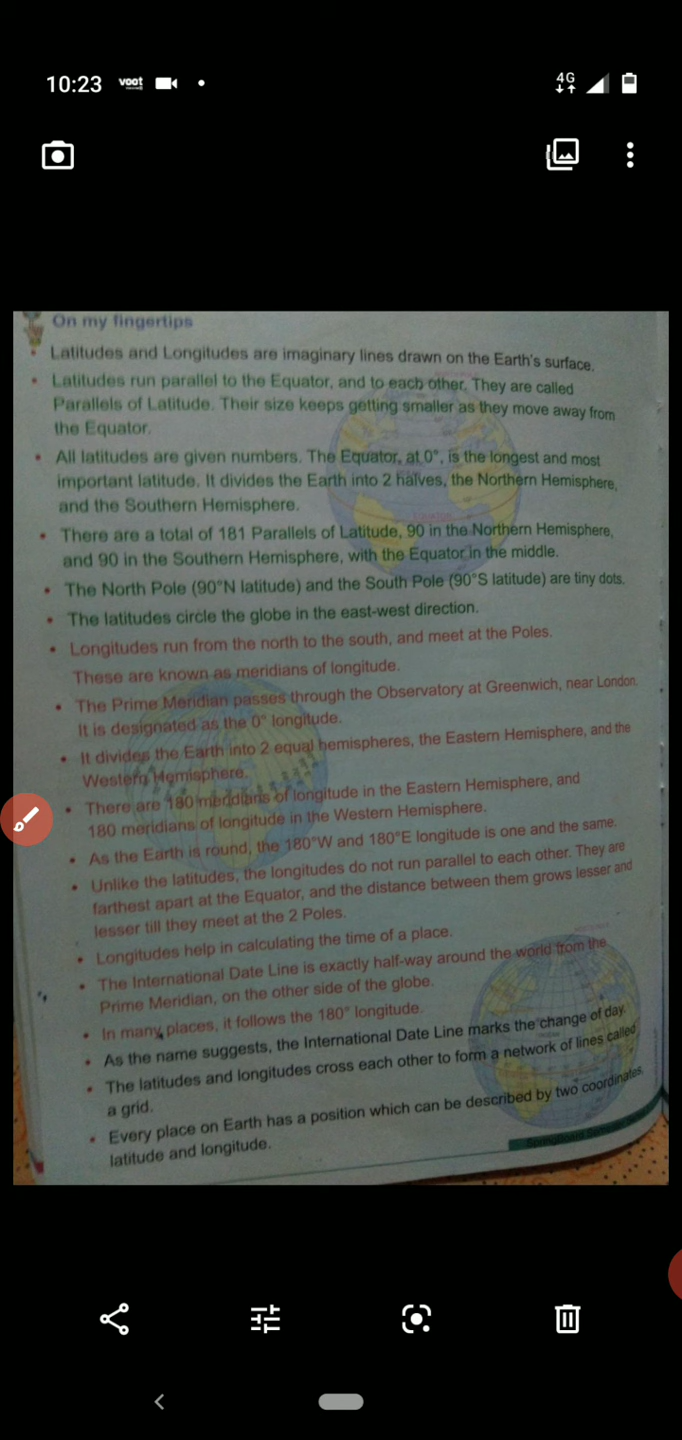 10:23 voot 4G
On my fingertips
• Latitudes and Longitudes are imaginary lines drawn on the Earth's surface.
• Latitudes run parallel to the Equator, and to each other. They are called
Parallels of Latitude. Their size keeps getting smaller as they move away from
the Equator.
• All latitudes are given numbers. The Equator, at 0°, is the longest and most
important latitude. It divides the Earth into 2 halves, the Northern Hemisphere,
and the Southern Hemisphere.
• There are a total of 181 Parallels of Latitude, 90 in the Northern Hemisphere,
and 90 in the Southern Hemisphere, with the Equator in the middle.
• The North Pole (90°N latitude) and the South Pole (90°S latitude) are tiny dots.
• The latitudes circle the globe in the east-west direction.
• Longitudes run from the north to the south, and meet at the Poles.
These are known as meridians of longitude.
• The Prime Meridian passes through the Observatory at Greenwich, near London.
It is designated as the 0° longitude.
• It divides the Earth into 2 equal hemispheres, the Eastern Hemisphere, and the
Western Hemisphere.
• There are 180 meridians of longitude in the Eastern Hemisphere, and
180 meridians of longitude in the Western Hemisphere.
• As the Earth is round, the 180°W and 180°E longitude is one and the same.
• Unlike the latitudes, the longitudes do not run parallel to each other. They are
farthest apart at the Equator, and the distance between them grows lesser and
lesser till they meet at the 2 Poles.
• Longitudes help in calculating the time of a place.
• The International Date Line is exactly half-way around the world from the
Prime Meridian, on the other side of the globe.
• In many places, it follows the 180° longitude.
• As the name suggests, the International Date Line marks the change of day.
• The latitudes and longitudes cross each other to form a network of lines called
a grid.
• Every place on Earth has a position which can be described by two coordinates,
latitude and longitude.